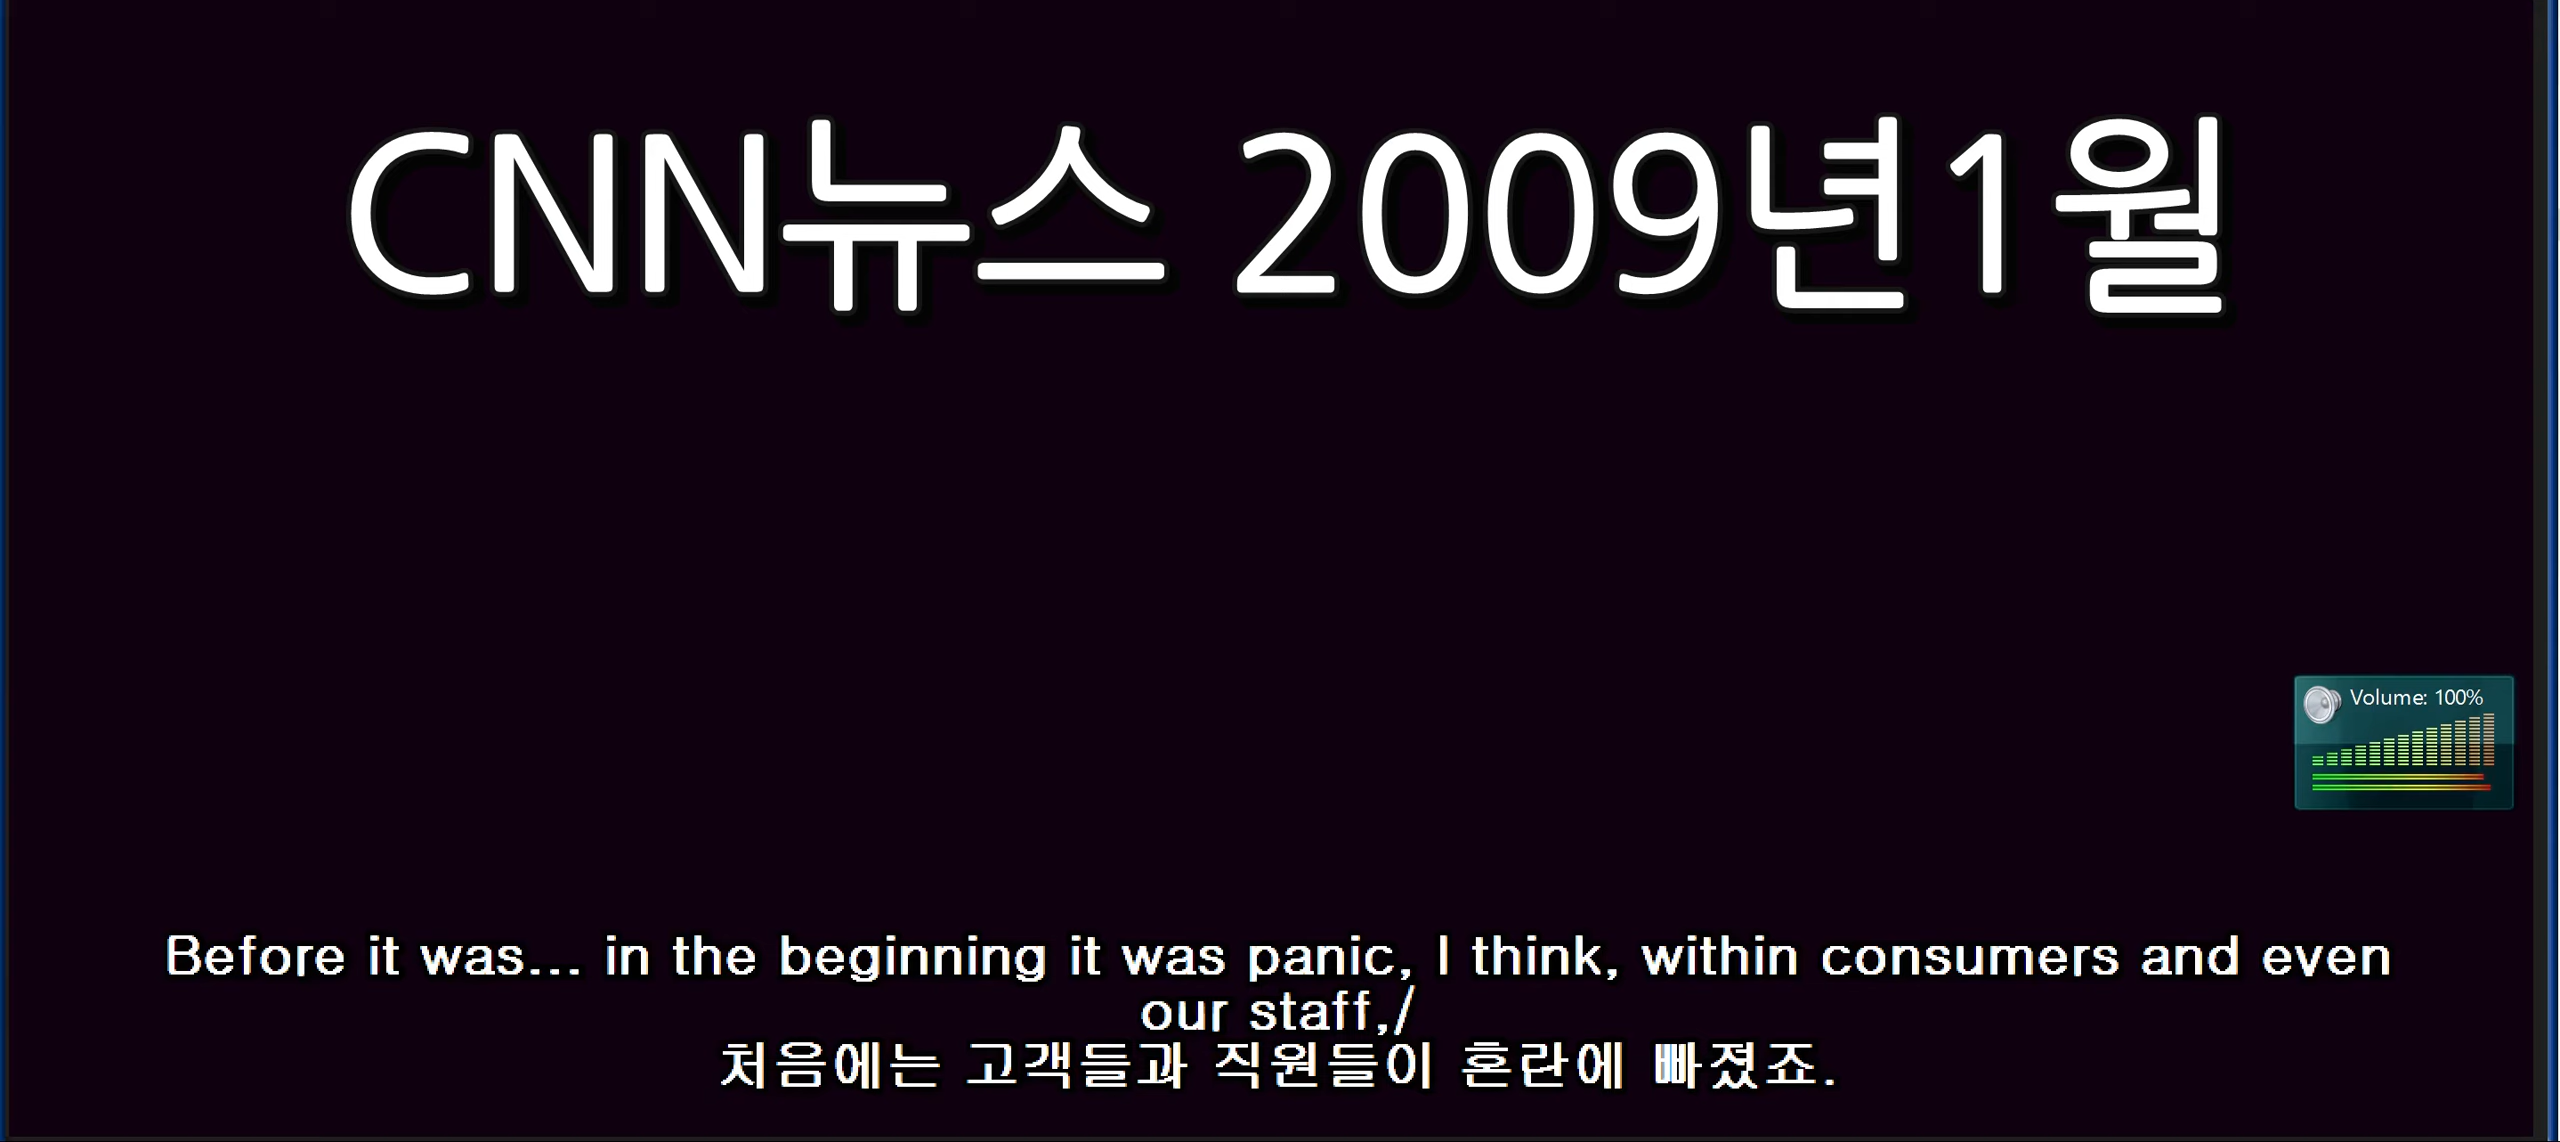 CNN뉴스 2009년1월
Volume: 100%
Before it was... in the beginning it was panic, I think, within consumers and even
our staff,/
처음에는 고객들과 직원들이 혼란에 빠졌죠.